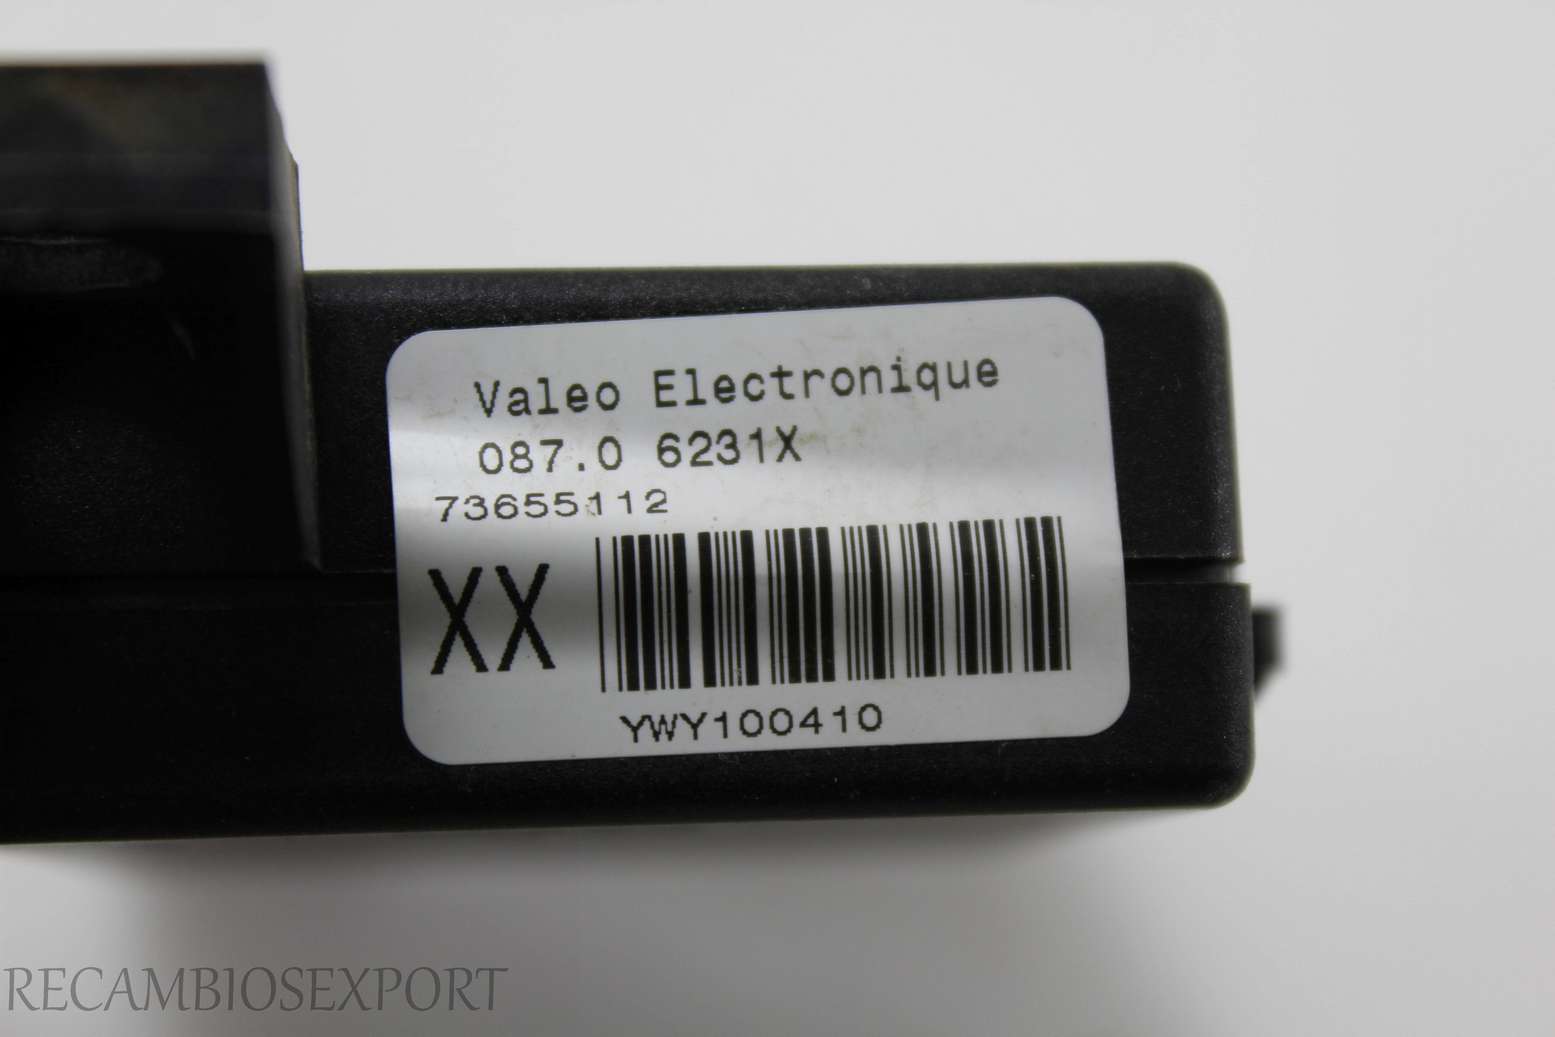 Valeo Electronique
087.0 6231X
73655112
XX
YWY100410
RECAMBIOSEXPORT